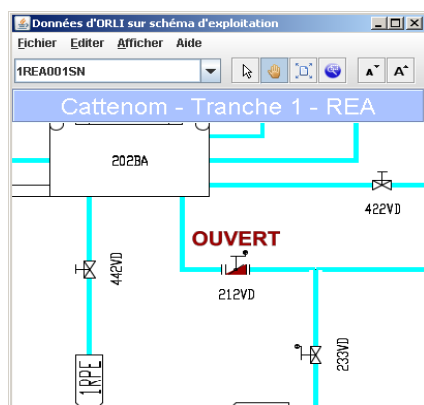 Données d'ORLI sur schéma d'exploitation
Fichier Editer Afficher Aide
1REA001SN
A A
Cattenom - Tranche 1 - REA
202BA
422VD
OUVERT
442VD
212VD
233VD
1RPE